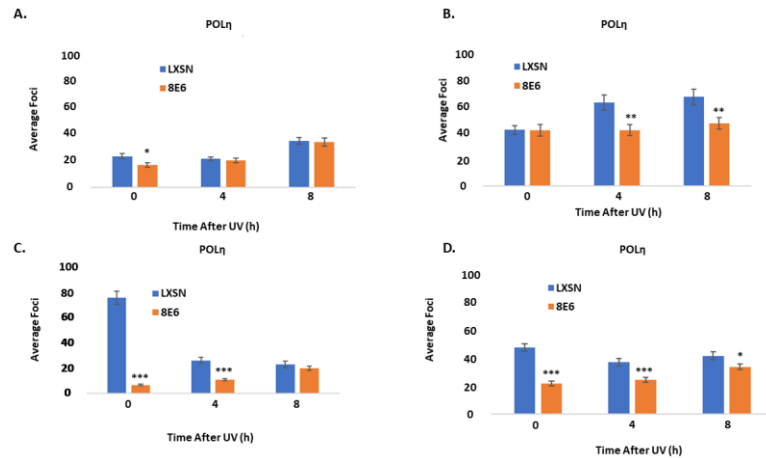 A.
POLη
100
80
60
40
20
0
Average Foci
LXSN
8E6
*
0 4 8
Time After UV (h)
B.
POLη
100
80
60
40
20
0
Average Foci
LXSN
8E6
**
**
0 4 8
Time After UV (h)
C.
POLη
100
80
60
40
20
0
Average Foci
LXSN
8E6
***
***
0 4 8
Time After UV (h)
D.
POLη
100
80
60
40
20
0
Average Foci
LXSN
8E6
***
***
*
0 4 8
Time After UV (h)